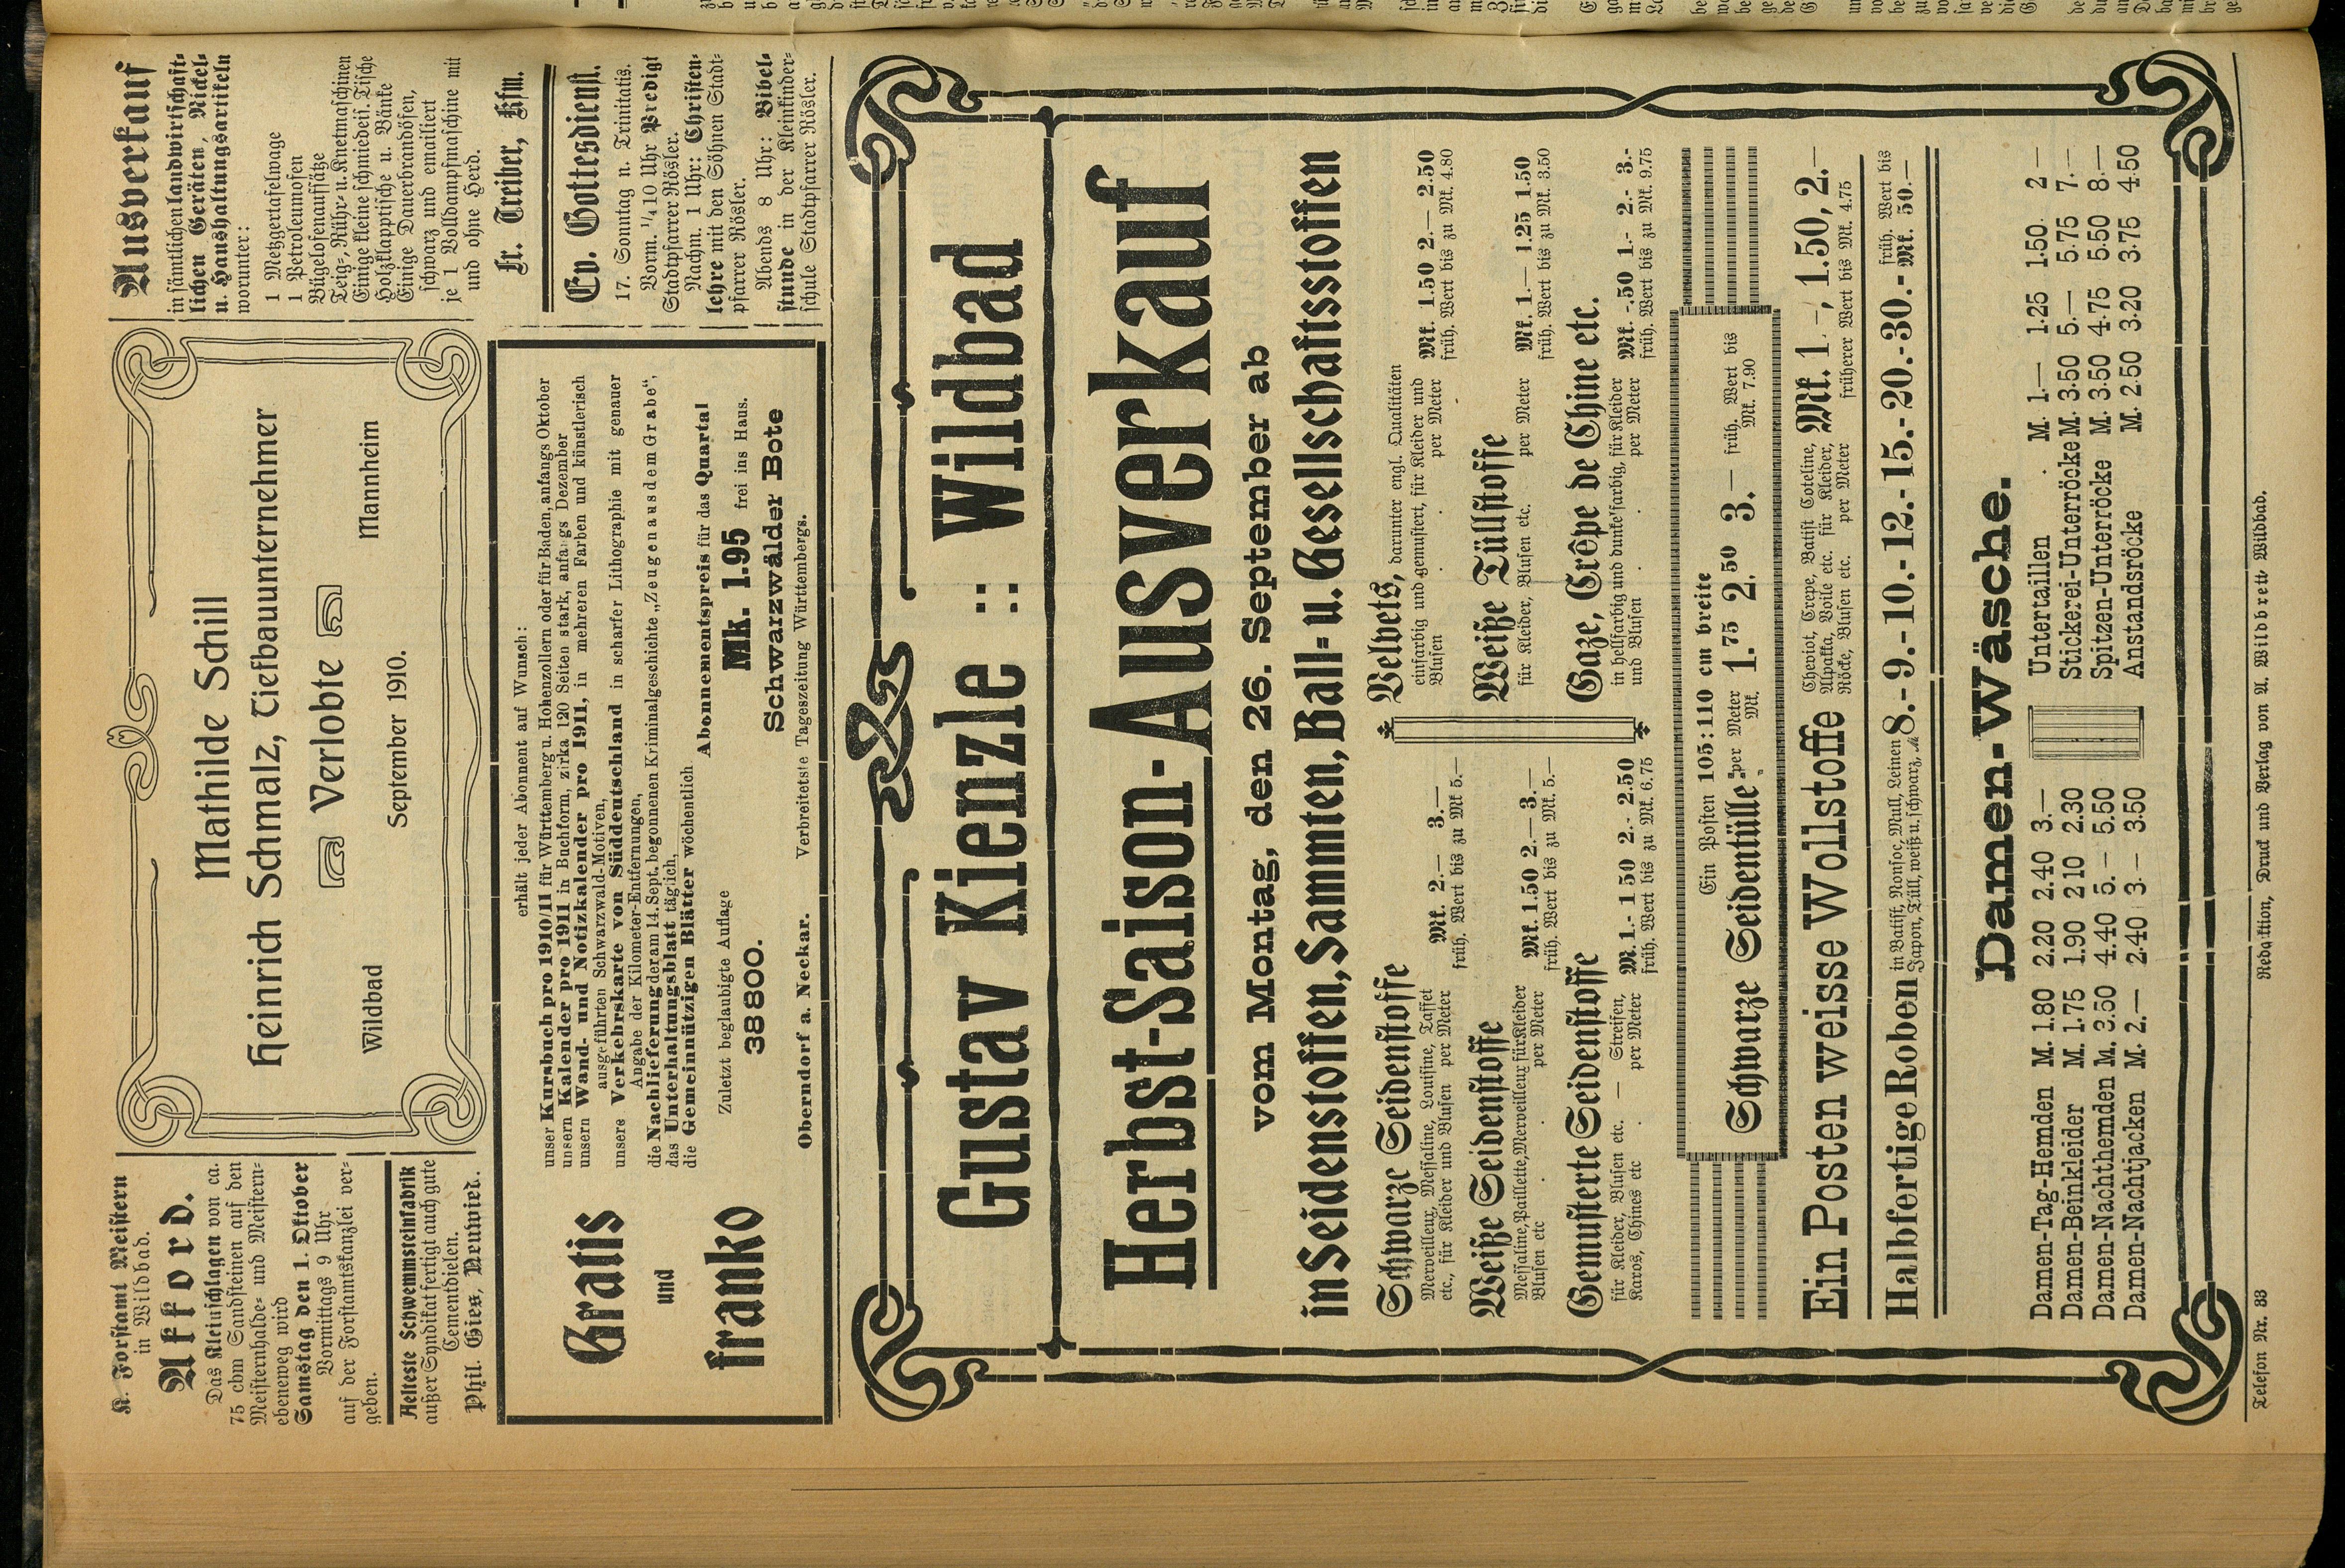 K. Forstamt Meistern
in Wildbad.
Akkord.
Das Kleinschlagen von ca.
75 cbm Sandsteinen auf den
Meisternhalde- und Meistern-
ebeneweg wird
Samstag den 1. Oktober
Vormittags 9 Uhr
auf der Forstamtskanzlei ver-
geben.
Aelteste Schwemmsteinfabrik
außer Syndikat fertigt auch gute
Cementdielen.
Phil. Gies, Neuwied.
Mathilde Schill
Heinrich Schmalz, Tiefbauunternehmer
Verlobte
Wildbad
Mannheim
September 1910.
Ausverkauf
in sämtlichen landwirtschaft-
lichen Geräten, Nickel-
u. Haushaltungsartikeln
worunter:
1 Metzgertafelwage
1 Petroleumofen
Bügelofenaufsätze
Teig-, Rühr- u. Knetmaschinen
Einige kleine schmiedeis. Tische
Holzklapptische u. Bänke
Einige Dauerbrandöfen,
schwarz und emailiert
je 1 Volldampfmaschine mit
und ohne Herd.
Fr. Treiber, Kfm.
Ev. Gottesdienst.
17. Sonntag n. Trinitatis.
Vorm. 1/4 10 Uhr Predigt
Stadtpfarrer Rösler.
Nachm. 1 Uhr: Christen-
lehre mit den Söhnen Stadt-
pfarrer Rösler.
Abends 8 Uhr: Bibel-
stunde in der Kleinkinder-
schule Stadtpfarrer Rösler.
Gratis
und
franko
erhält jeder Abonnent auf Wunsch:
unser Kursbuch pro 1910/11 für Württemberg u. Hohenzollern oder für Baden, anfangs Oktober
unsern Kalender pro 1911 in Buchform, zirka 120 Seiten stark, anfangs Dezember
unsern Wand- und Notizkalender pro 1911, in mehreren Farben und künstlerisch
ausgeführten Schwarzwald-Motiven,
unsere Verkehrskarte von Süddeutschland in scharfer Lithographie mit genauer
Angabe der Kilometer-Entfernungen,
die Nachlieferung der am 14. Sept. begonnenen Kriminalgeschichte „Zeugen aus dem Grabe“,
das Unterhaltungsblatt täglich,
die Gemeinnützigen Blätter wöchentlich
Abonnementspreis für das Quartal
Zuletzt beglaubigte Auflage
Mk. 1.95 frei ins Haus.
38800.
Schwarzwälder Bote
Oberndorf a. Neckar.
Verbreitetste Tageszeitung Württembergs.
Gustav Kienzle :: Wildbad
Herbst-Saison-Ausverkauf
vom Montag, den 26. September ab
in Seidenstoffen, Sammten, Ball- u. Gesellschaftsstoffen
Schwarze Seidenstoffe
Merveilleux, Messaline, Louisine, Taffet
etc., für Kleider und Blusen per Meter
Mk. 2.— 3.—
früh. Wert bis zu Mk 5.—
Weiße Seidenstoffe
Messaline, Paillette, Merveilleux für Kleider
Blusen etc . . per Meter
Mk. 1.50 2.— 3.—
früh. Wert bis zu Mk. 5.—
Gemusterte Seidenstoffe
für Kleider, Blusen etc. — Streifen,
Karos, Chines etc . per Meter
M. 1.- 1 50 2.- 2.50
früh. Wert bis zu Mk. 6.75
Velvets, darunter engl. Qualitäten
einfarbig und gemustert, für Kleider und
Blusen . . per Meter
Mk. 1.50 2.— 2.50
früh. Wert bis zu Mk. 4.80
Weiße Tüllstoffe
für Kleider, Blusen etc. per Meter
Mk. 1.— 1.25 1.50
früh. Wert bis zu Mk. 3.50
Gaze, Crêpe de Chine etc.
in hellfarbig und dunkelfarbig, für Kleider
und Blusen . . per Meter
Mk. -.50 1.- 2.- 3.-
früh. Wert bis zu Mk. 9.75
Ein Posten 105:110 cm breite
Schwarze Seidentülle per Meter Mk. 1.75 2.50 3.— früh. Wert bis Mk. 7.90
Ein Posten weisse Wollstoffe
Cheviot, Crepe, Batist Coteline,
Alpakka, Voile etc. für Kleider,
Röcke, Blusen etc. per Meter
Mk. 1.—, 1.50, 2.—
früherer Wert bis Mk. 4.75
Halbfertige Roben
in Batist, Nonsoc, Mull, Leinen
Japon, Tüll, weiß u. schwarz,
8.- 9.- 10.- 12.- 15.- 20.- 30.-
früh. Wert bis
Mk. 50.—
Damen-Wäsche.
Damen-Tag-Hemden M. 1.80 2.20 2.40 3.—
Damen-Beinkleider M. 1.75 1.90 2 10 2.30
Damen-Nachthemden M. 3.60 4.40 5.— 5.50
Damen-Nachtjacken M. 2.— 2.40 3.— 3.50
Untertaillen . M. 1.— 1.25 1.50. 2 —
Stickerei-Unterröcke M. 3.50 5.— 5.75 7.—
Spitzen-Unterröcke M. 3.50 4.75 5.50 8.—
Anstandsröcke M. 2 50 3.20 3.75 4.50
Telefon Nr. 33
Redaktion, Druck und Verlag von A. Wildbrett Wildbad.